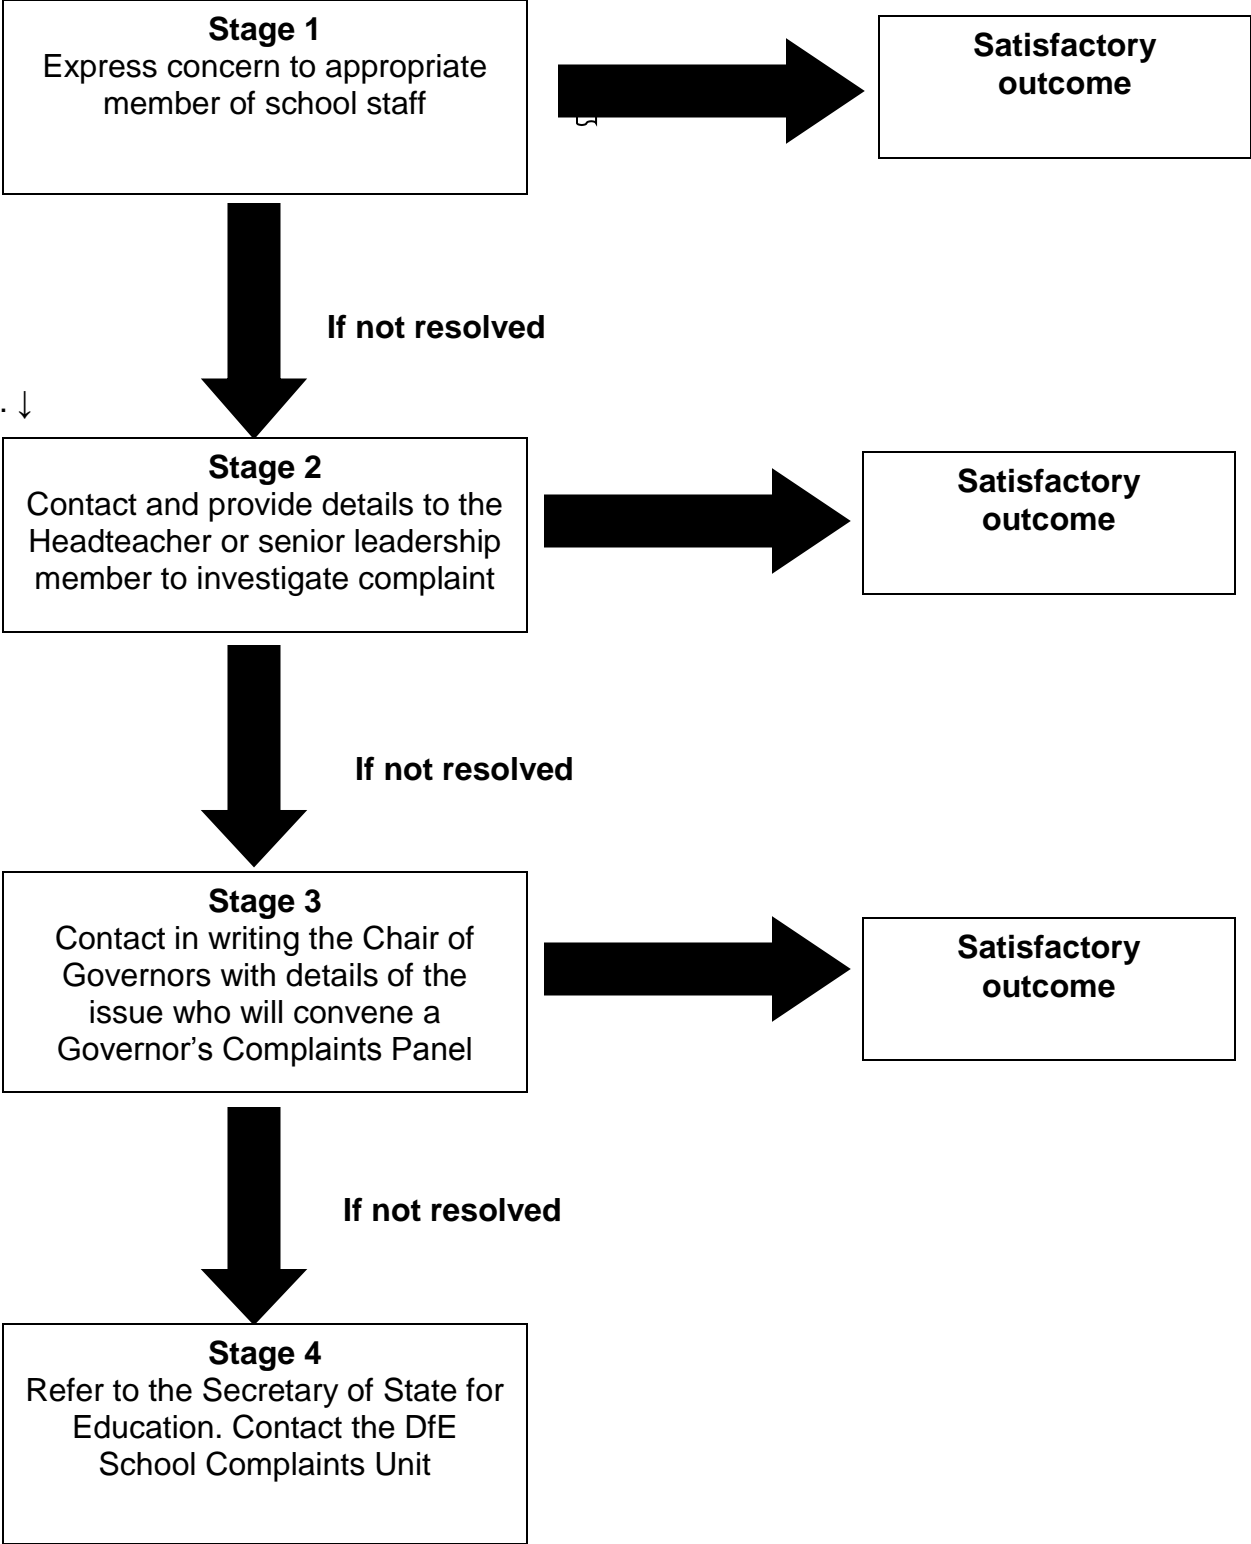 Stage 1
Express concern to appropriate
member of school staff
Satisfactory
outcome
If not resolved
. ↓
Stage 2
Contact and provide details to the
Headteacher or senior leadership
member to investigate complaint
Satisfactory
outcome
If not resolved
Stage 3
Contact in writing the Chair of
Governors with details of the
issue who will convene a
Governor’s Complaints Panel
Satisfactory
outcome
If not resolved
Stage 4
Refer to the Secretary of State for
Education. Contact the DfE
School Complaints Unit